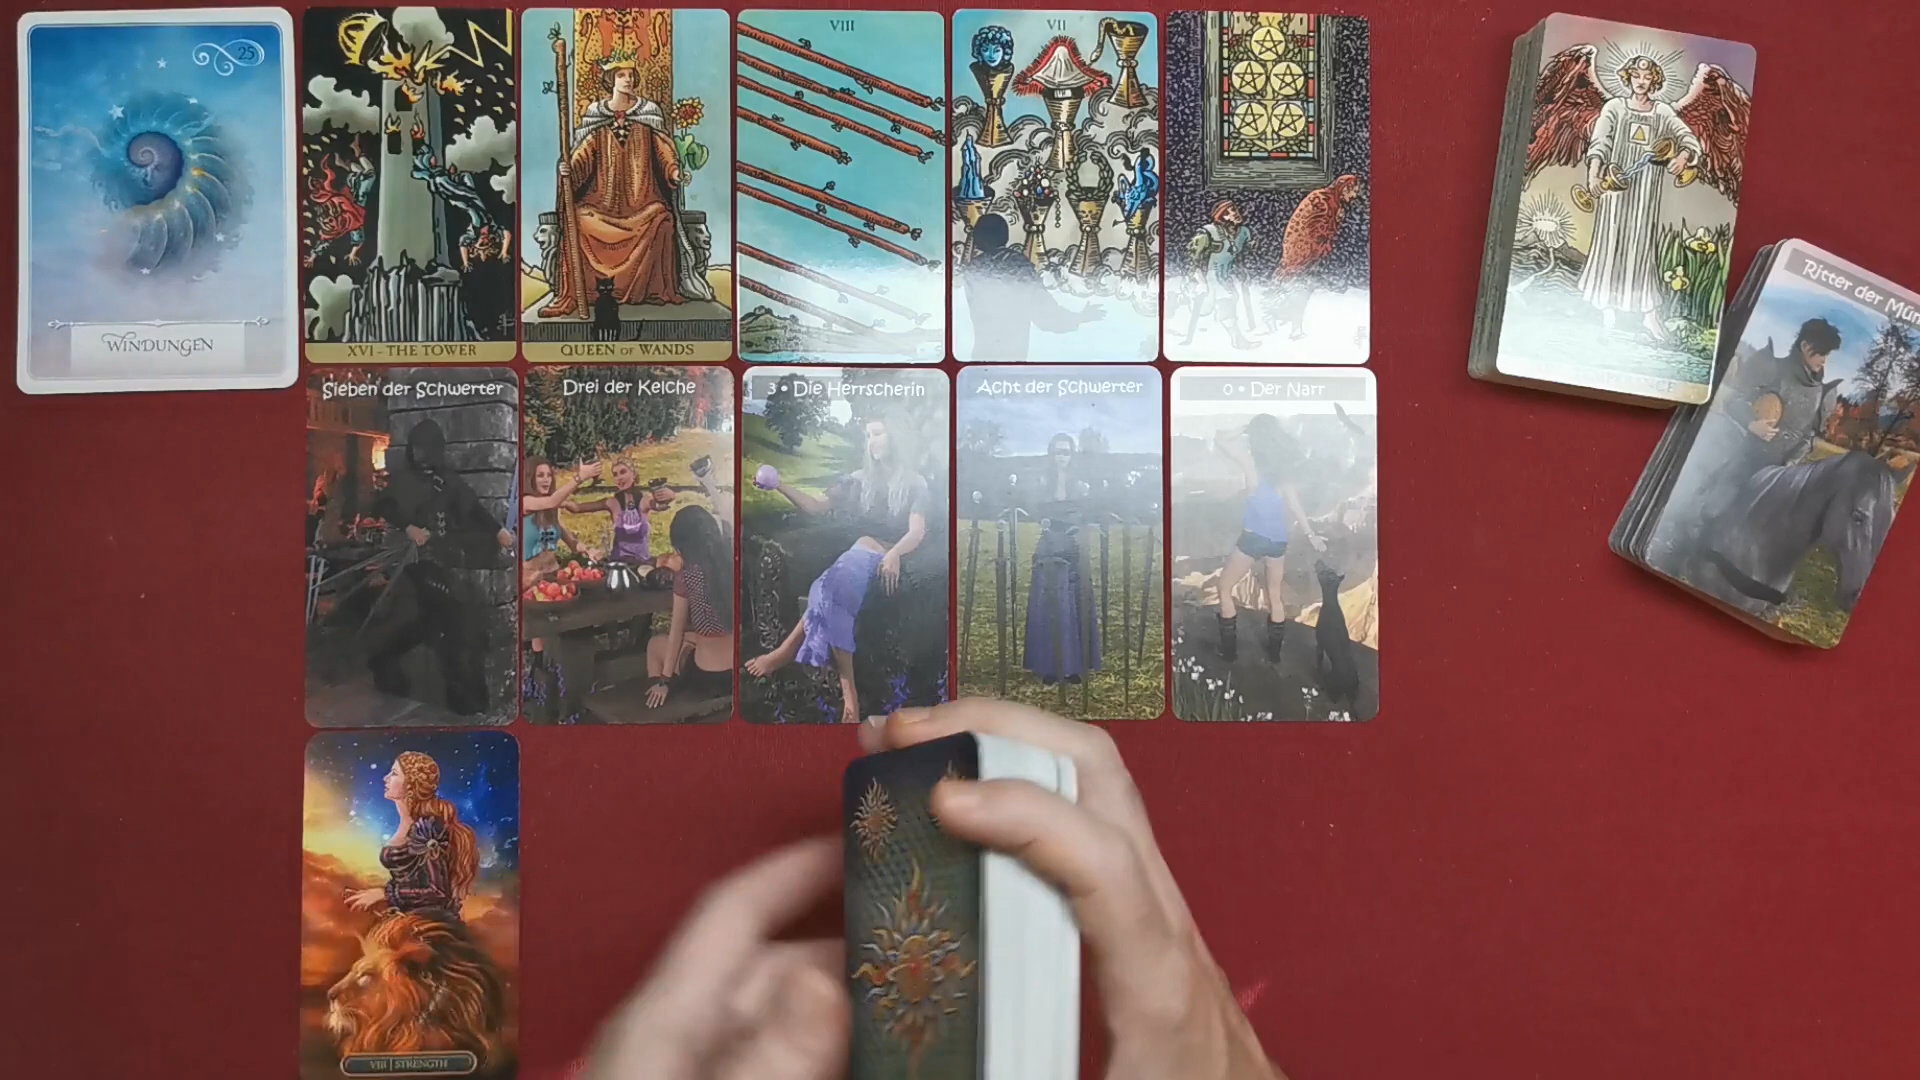 25
WINDUNGEN
XVI - THE TOWER
QUEEN OF WANDS
VIII
VII
Ritter der Mün
Sieben der Schwerter
Drei der Kelche
3 • Die Herrscherin
Acht der Schwerter
0 • Der Narr
VIII | STRENGTH